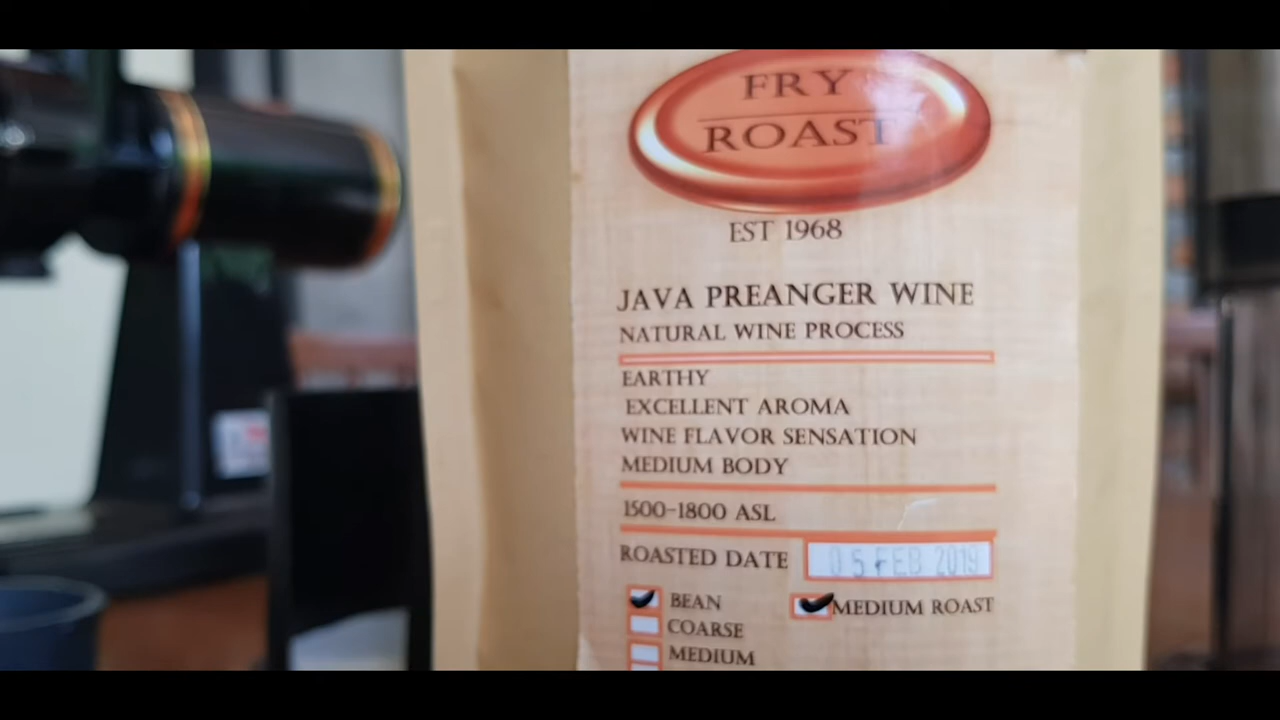 FRY
ROAST
EST 1968
JAVA PREANGER WINE
NATURAL WINE PROCESS
EARTHY
EXCELLENT AROMA
WINE FLAVOR SENSATION
MEDIUM BODY
1500-1800 ASL
ROASTED DATE 05 FEB 2019
BEAN MEDIUM ROAST
COARSE
MEDIUM